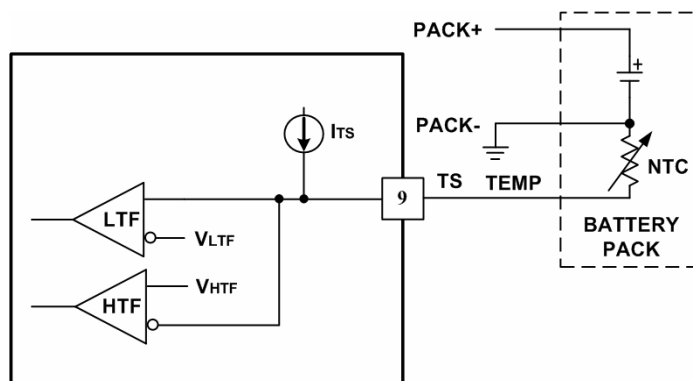 PACK+
+
ITS
PACK-
NTC
9
TS
TEMP
LTF
VLTF
BATTERY
PACK
VHTF
HTF